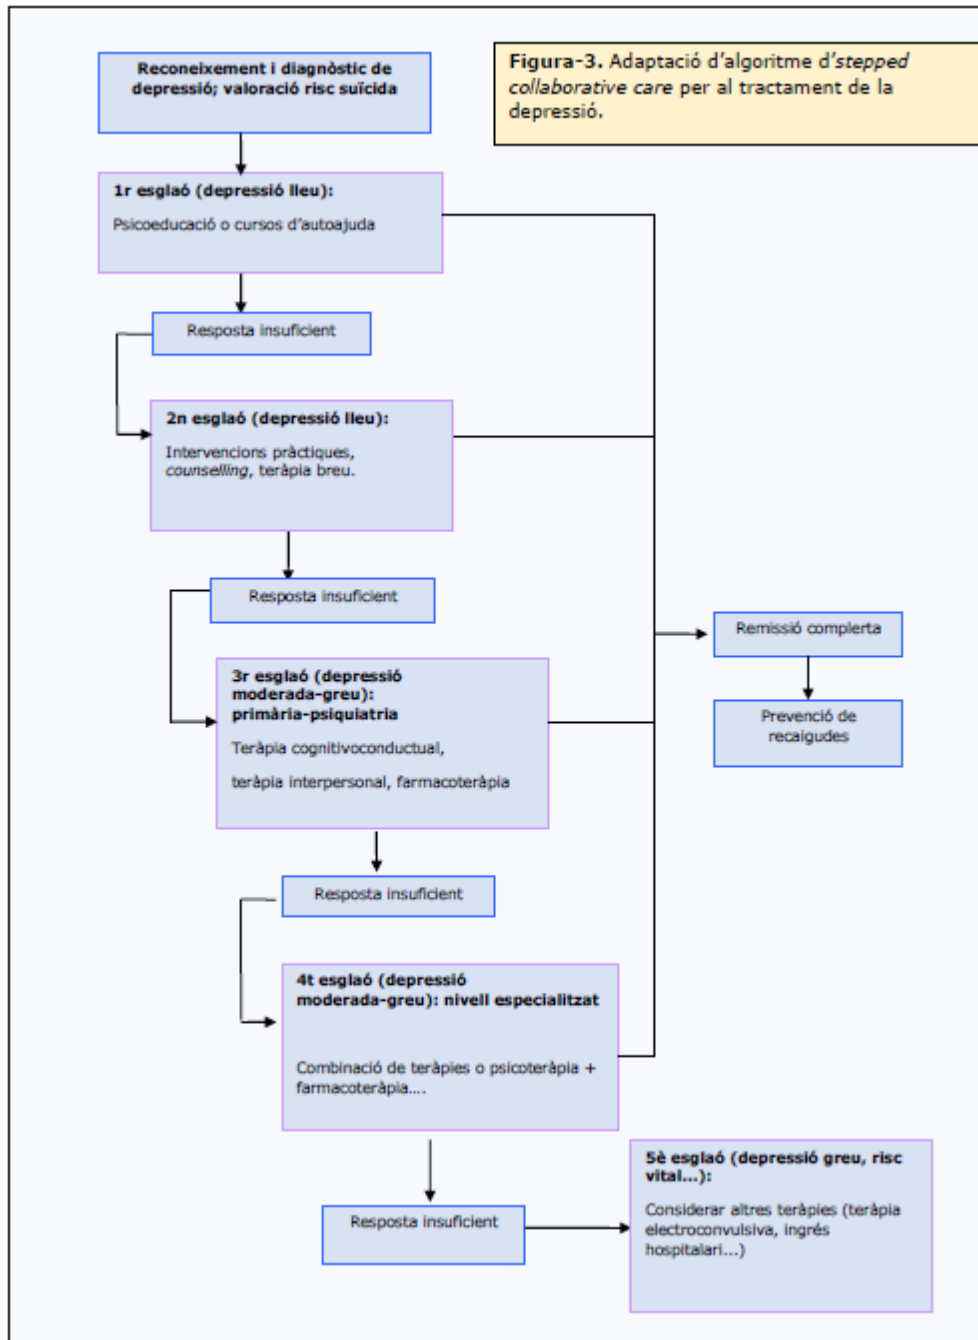 Reconeixement i diagnòstic de
depressió; valoració risc suïcida
Figura-3. Adaptació d'algoritme d'stepped
collaborative care per al tractament de la
depressió.
1r esglaó (depressió lleu):
Psicoeducació o cursos d'autoajuda
Resposta insuficient
2n esglaó (depressió lleu):
Intervencions pràctiques,
counselling, teràpia breu.
Resposta insuficient
3r esglaó (depressió
moderada-greu):
primària-psiquiatria
Teràpia cognitivoconductual,
teràpia interpersonal, farmacoteràpia
Remissió complerta
Prevenció de
recaigudes
Resposta insuficient
4t esglaó (depressió
moderada-greu): nivell especialitzat
Combinació de teràpies o psicoteràpia +
farmacoteràpia....
Resposta insuficient
5è esglaó (depressió greu, risc
vital...):
Considerar altres teràpies (teràpia
electroconvulsiva, ingrés
hospitalari...)